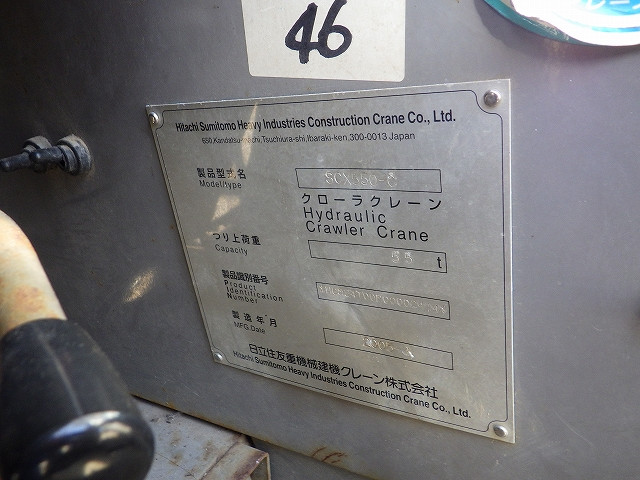 46
Hitachi Sumitomo Heavy Industries Construction Crane Co., Ltd.
650,Kandatsu-machi,Tsuchiura-shi,Ibaraki-ken,300-0013 Japan
製品型式名
Model/type
SCX550-C
クローラクレーン
Hydraulic
Crawler Crane
つり上荷重
Capacity
55 t
製品識別番号
Product
Identification
Number
製造年月
MFG.Date
日立住友重機械建機クレーン株式会社
Hitachi Sumitomo Heavy Industries Construction Crane Co., Ltd.